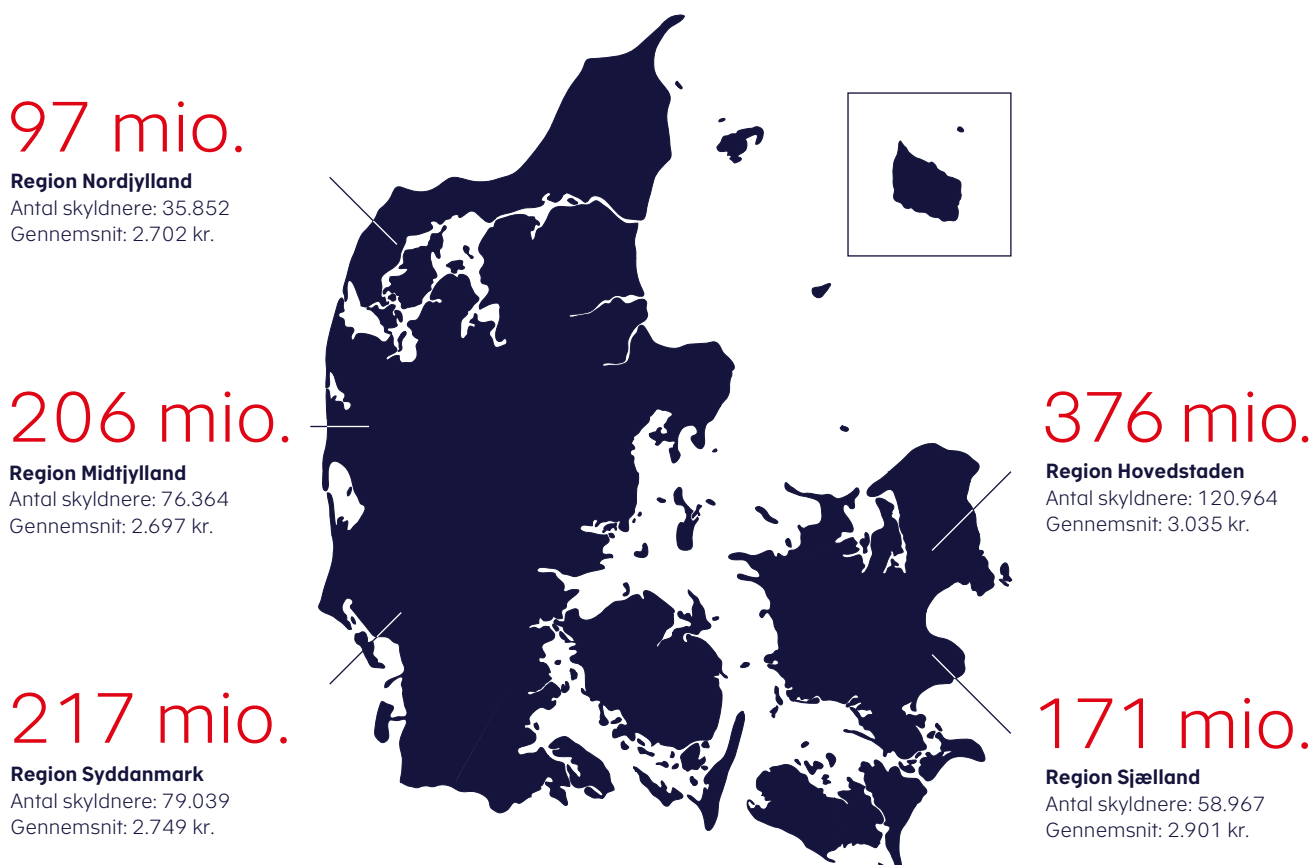 97 mio.
Region Nordjylland
Antal skyldnere: 35.852
Gennemsnit: 2.702 kr.
206 mio.
Region Midtjylland
Antal skyldnere: 76.364
Gennemsnit: 2.697 kr.
217 mio.
Region Syddanmark
Antal skyldnere: 79.039
Gennemsnit: 2.749 kr.
376 mio.
Region Hovedstaden
Antal skyldnere: 120.964
Gennemsnit: 3.035 kr.
171 mio.
Region Sjælland
Antal skyldnere: 58.967
Gennemsnit: 2.901 kr.